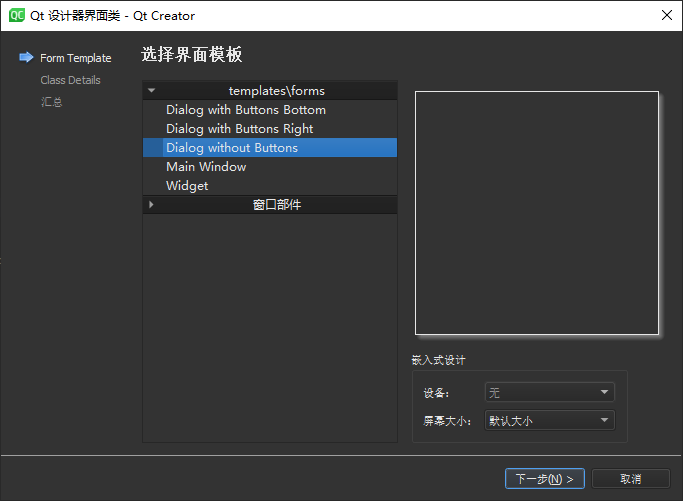 QC Qt 设计器界面类 - Qt Creator
Form Template
Class Details
汇总
选择界面模板
templates\forms
Dialog with Buttons Bottom
Dialog with Buttons Right
Dialog without Buttons
Main Window
Widget
窗口部件
嵌入式设计
设备： 无
屏幕大小： 默认大小
下一步(N) > 取消